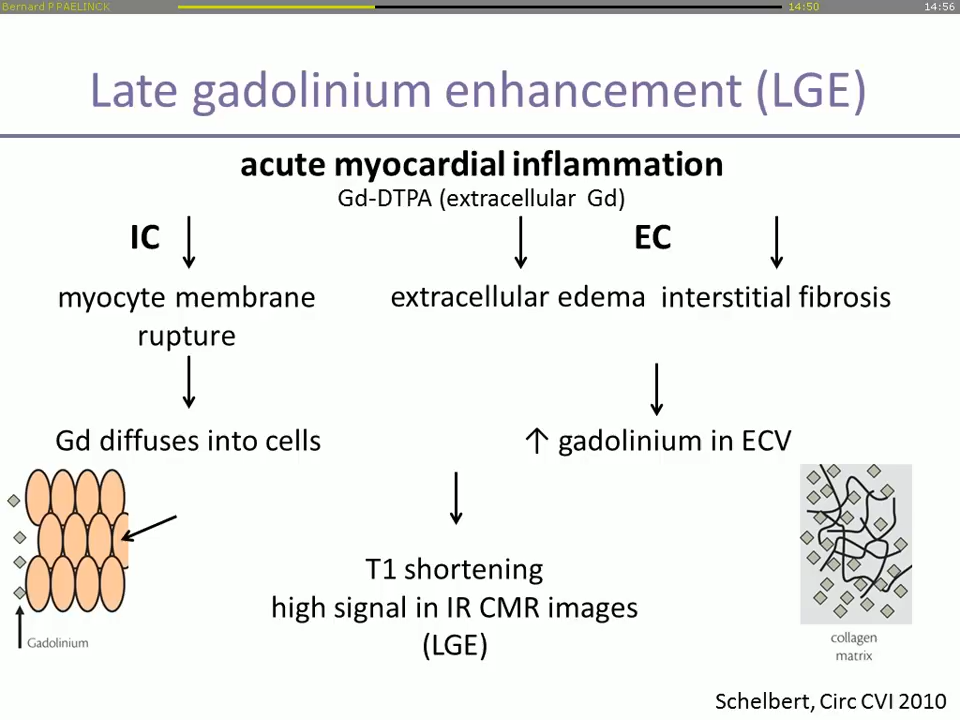 Bernard P PAELINCK 14:50 14:56
Late gadolinium enhancement (LGE)
acute myocardial inflammation
Gd-DTPA (extracellular Gd)
IC EC
myocyte membrane
rupture
extracellular edema interstitial fibrosis
Gd diffuses into cells
↑ gadolinium in ECV
T1 shortening
high signal in IR CMR images
(LGE)
Gadolinium
collagen
matrix
Schelbert, Circ CVI 2010